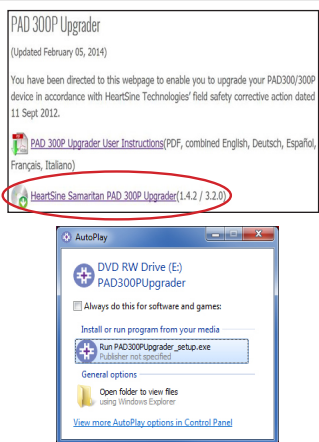 PAD 300P Upgrader
(Updated February 05, 2014)
You have been directed to this webpage to enable you to upgrade your PAD300/300P
device in accordance with HeartSine Technologies' field safety corrective action dated
11 Sept 2012.
PAD 300P Upgrader User Instructions(PDF, combined English, Deutsch, Español,
Français, Italiano)
HeartSine Samaritan PAD 300P Upgrader(1.4.2 / 3.2.0)
AutoPlay
DVD RW Drive (E:)
PAD300PUpgrader
Always do this for software and games:
Install or run program from your media
Run PAD300PUpgrader_setup.exe
Publisher not specified
General options
Open folder to view files
using Windows Explorer
View more AutoPlay options in Control Panel